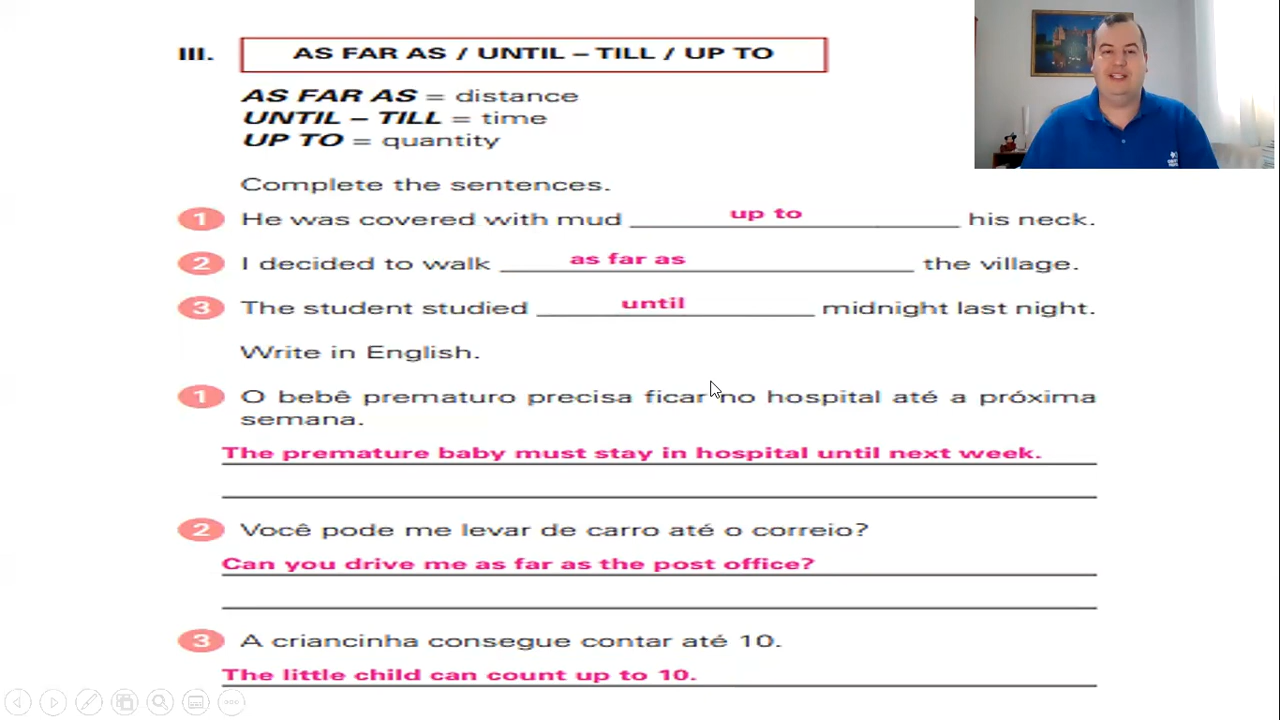 III. AS FAR AS / UNTIL – TILL / UP TO
AS FAR AS = distance
UNTIL – TILL = time
UP TO = quantity
Complete the sentences.
1 He was covered with mud up to his neck.
2 I decided to walk as far as the village.
3 The student studied until midnight last night.
Write in English.
1 O bebê prematuro precisa ficar no hospital até a próxima
semana.
The premature baby must stay in hospital until next week.
2 Você pode me levar de carro até o correio?
Can you drive me as far as the post office?
3 A criancinha consegue contar até 10.
The little child can count up to 10.